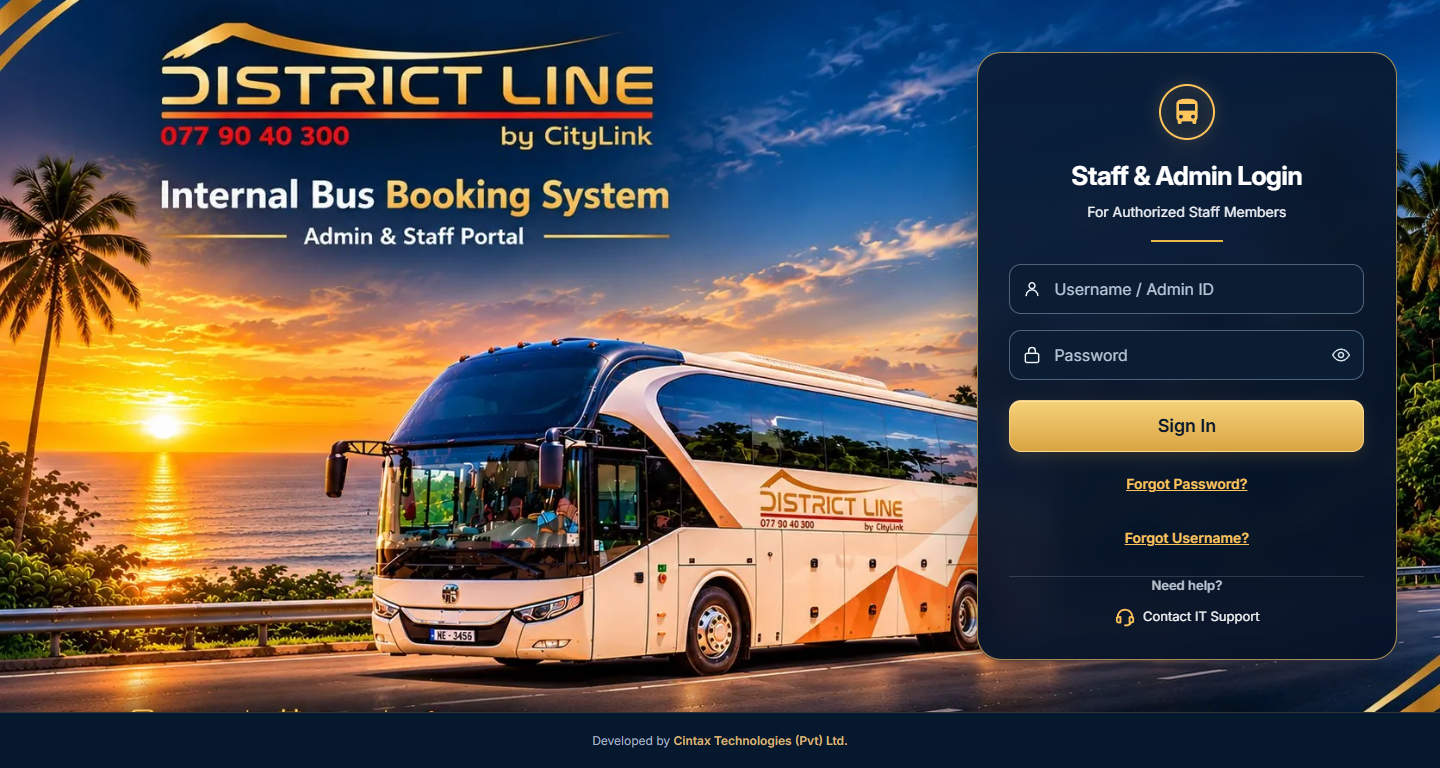 DISTRICT LINE
077 90 40 300 by CityLink
Internal Bus Booking System
Admin & Staff Portal
DISTRICT LINE
077 90 40 300 by CityLink
NE - 3456
Staff & Admin Login
For Authorized Staff Members
Username / Admin ID
Password
Sign In
Forgot Password?
Forgot Username?
Need help?
Contact IT Support
Developed by Cintax Technologies (Pvt) Ltd.